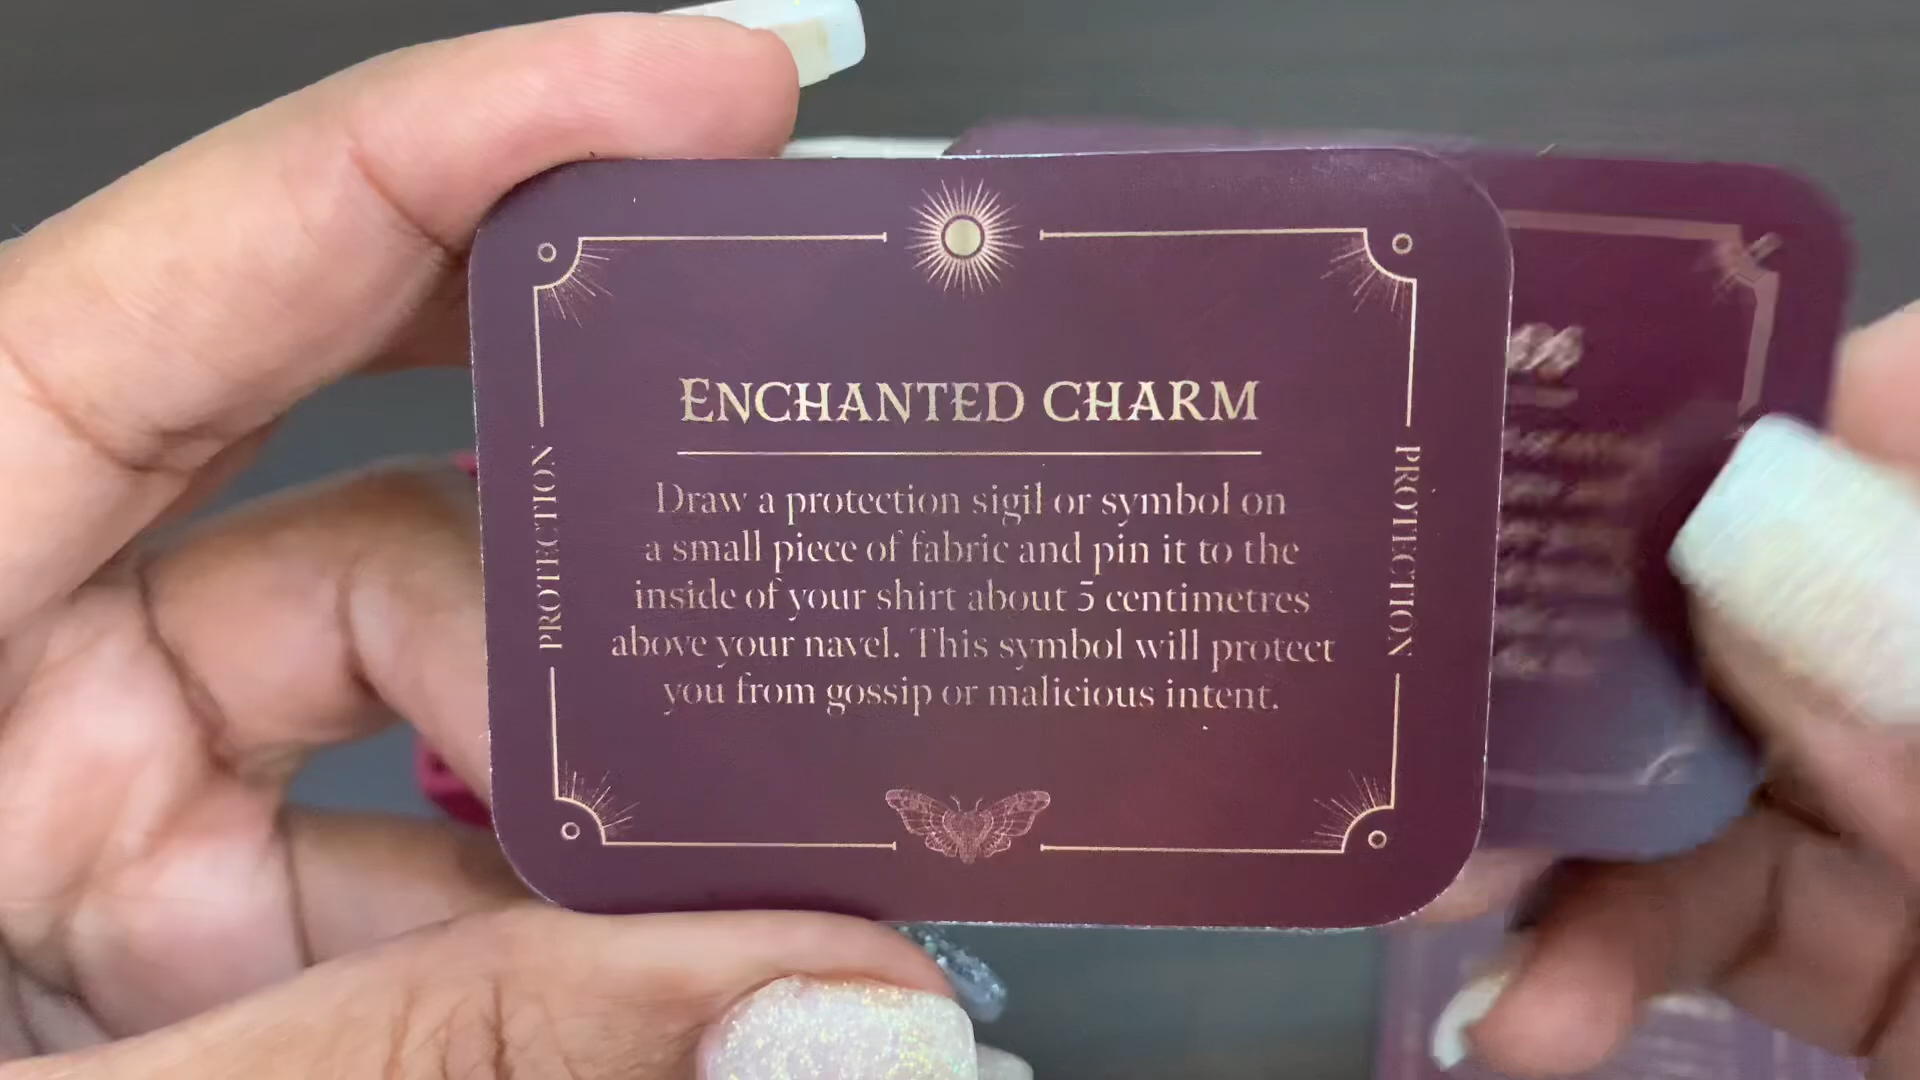 ENCHANTED CHARM
Draw a protection sigil or symbol on
a small piece of fabric and pin it to the
inside of your shirt about 5 centimetres
above your navel. This symbol will protect
you from gossip or malicious intent.
PROTECTION
PROTECTION